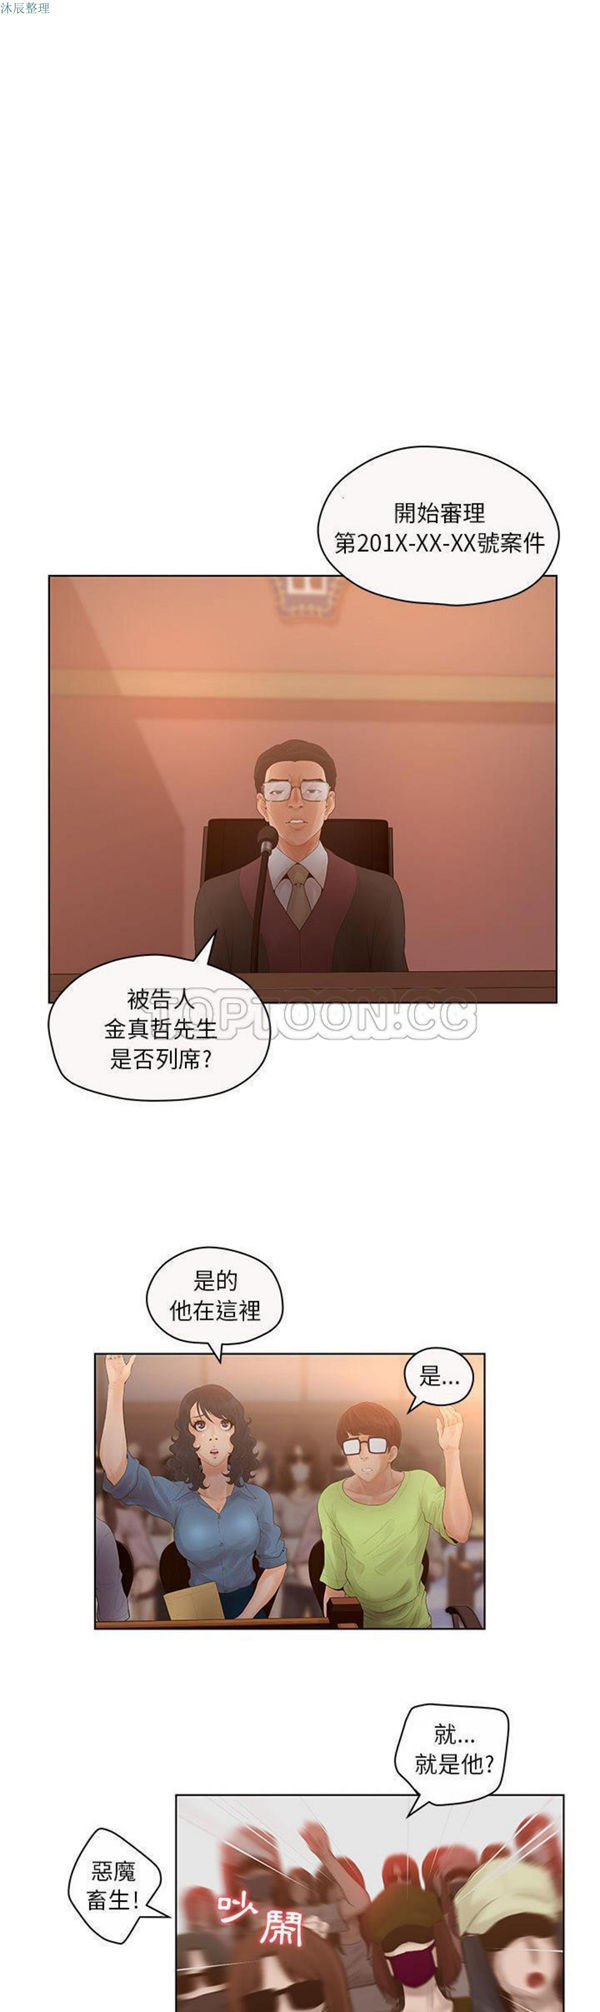 沐辰整理
開始審理
第201X-XX-XX號案件
被告人
金真哲先生
是否列席?
TOPTOON.CC
是的
他在這裡
是...
就...
就是他?
惡魔
畜生!
吵鬧